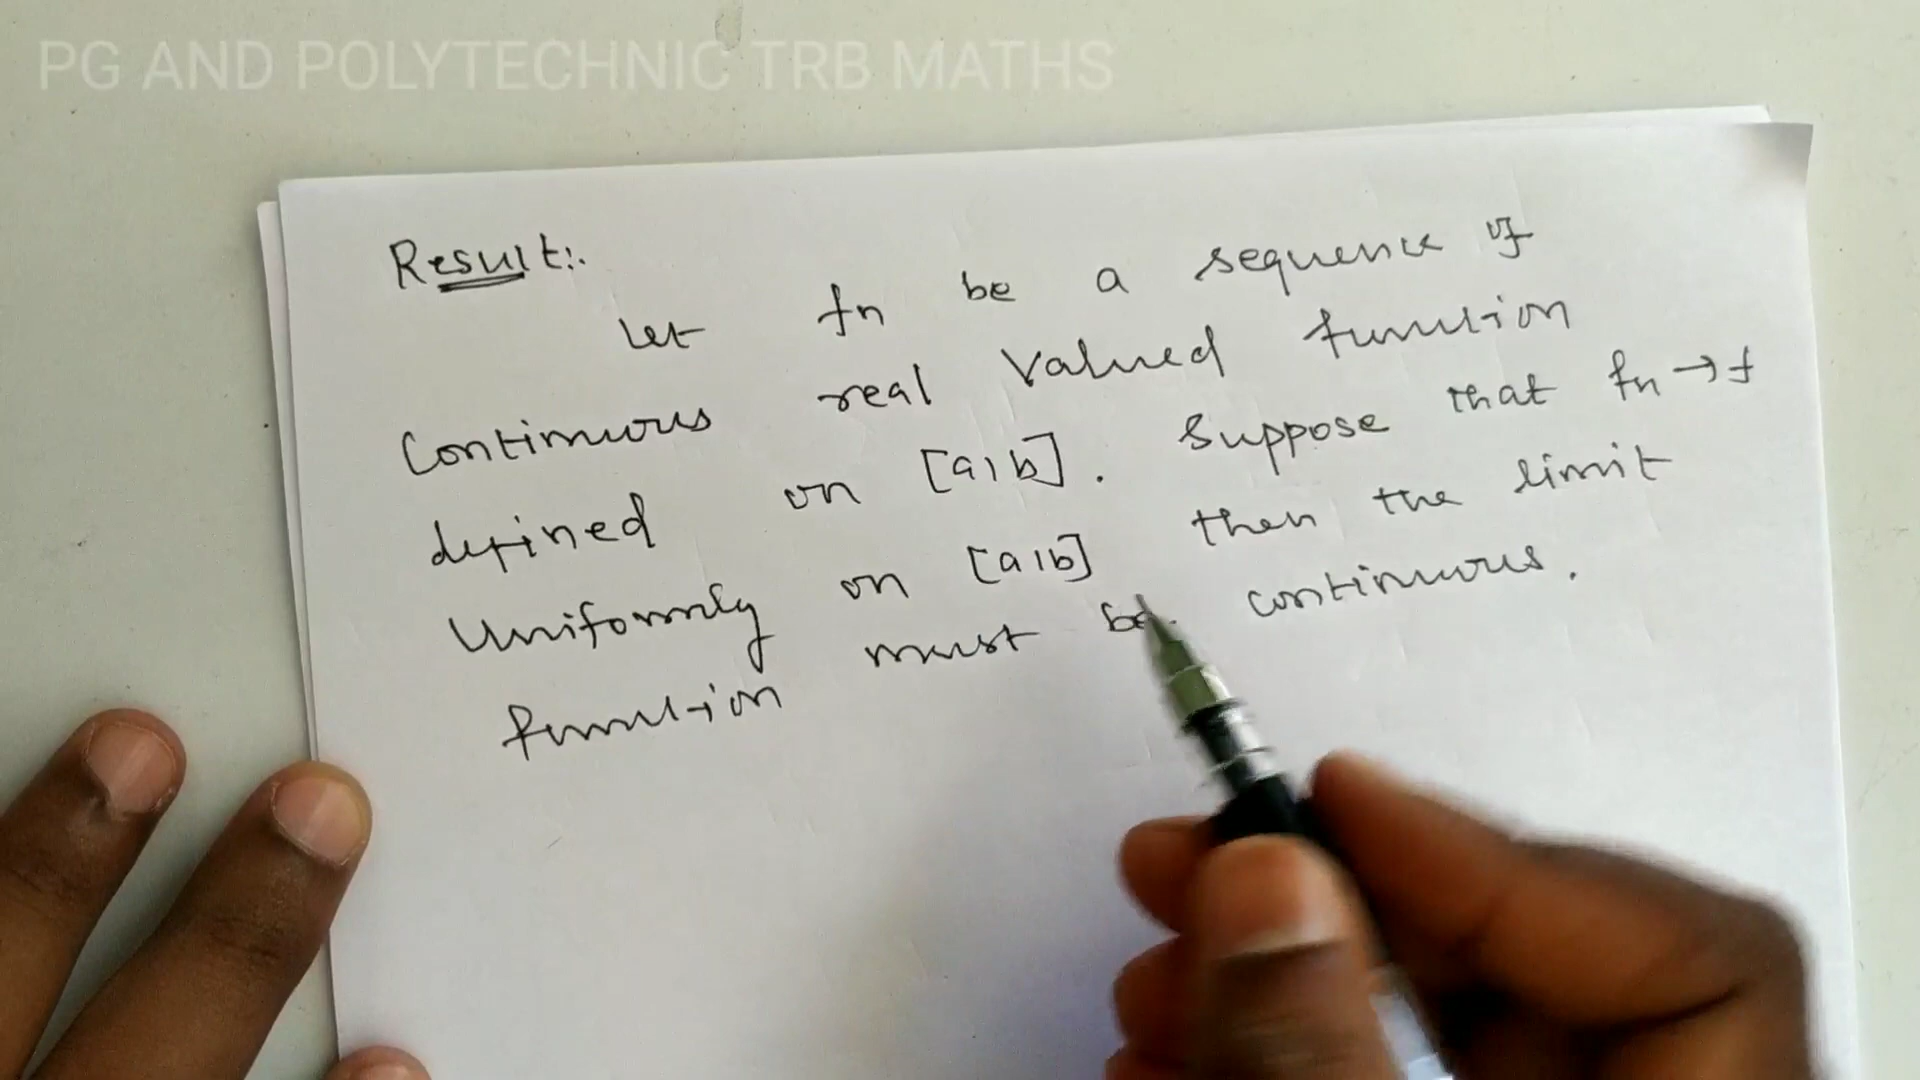 PG AND POLYTECHNIC TRB MATHS
Result:.
Let fn be a sequence of
Continuous real valued function
defined on [a,b]. Suppose that fn → f
Uniformly on [a,b] then the limit
function must be continuous.